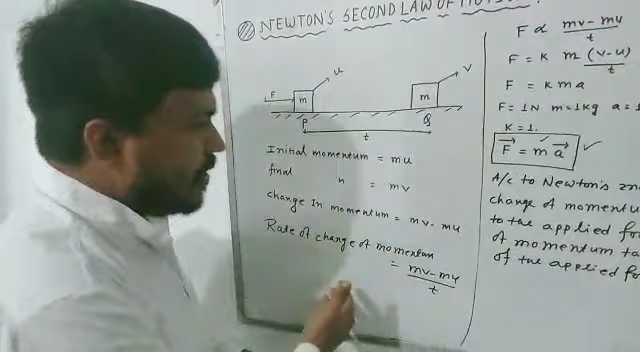 NEWTON'S SECOND LAW OF
F
m
u
m
v
P
Q
t
Initial momentum = mu
final " = mv
change In momentum = mv - mu
Rate of change of momentum
= mv-mu/t
F ∝ mv-mu/t
F = K m (v-u)/t
F = K m a
F = 1N m = 1kg a = 1
K = 1.
F = m a
A/c to Newton's 2nd
change of momentu
to the applied fo
of momentum ta
of the applied fo